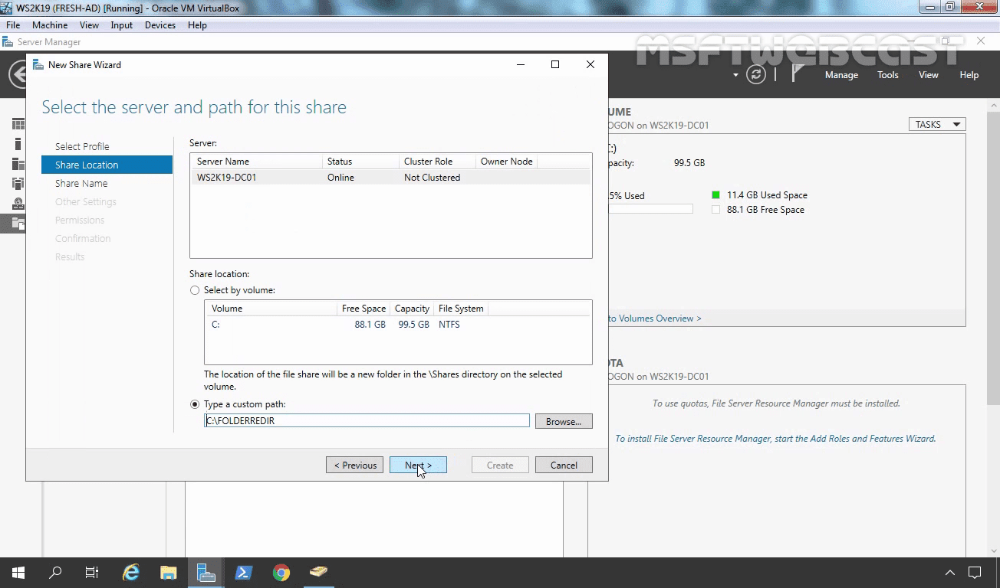 WS2K19 (FRESH-AD) [Running] - Oracle VM VirtualBox
File Machine View Input Devices Help
Server Manager
MSFTWEBCAST
New Share Wizard
Manage Tools View Help
Select the server and path for this share
Select Profile
Share Location
Share Name
Other Settings
Permissions
Confirmation
Results
Server:
Server Name Status Cluster Role Owner Node
WS2K19-DC01 Online Not Clustered
Share location:
Select by volume:
Volume Free Space Capacity File System
C: 88.1 GB 99.5 GB NTFS
The location of the file share will be a new folder in the \Shares directory on the selected
volume.
Type a custom path:
C:\FOLDERREDIR
Browse...
< Previous Next > Create Cancel
UME
OGON on WS2K19-DC01
TASKS
:)
pacity: 99.5 GB
5% Used
11.4 GB Used Space
88.1 GB Free Space
to Volumes Overview >
OTA
OGON on WS2K19-DC01
To use quotas, File Server Resource Manager must be installed.
To install File Server Resource Manager, start the Add Roles and Features Wizard.